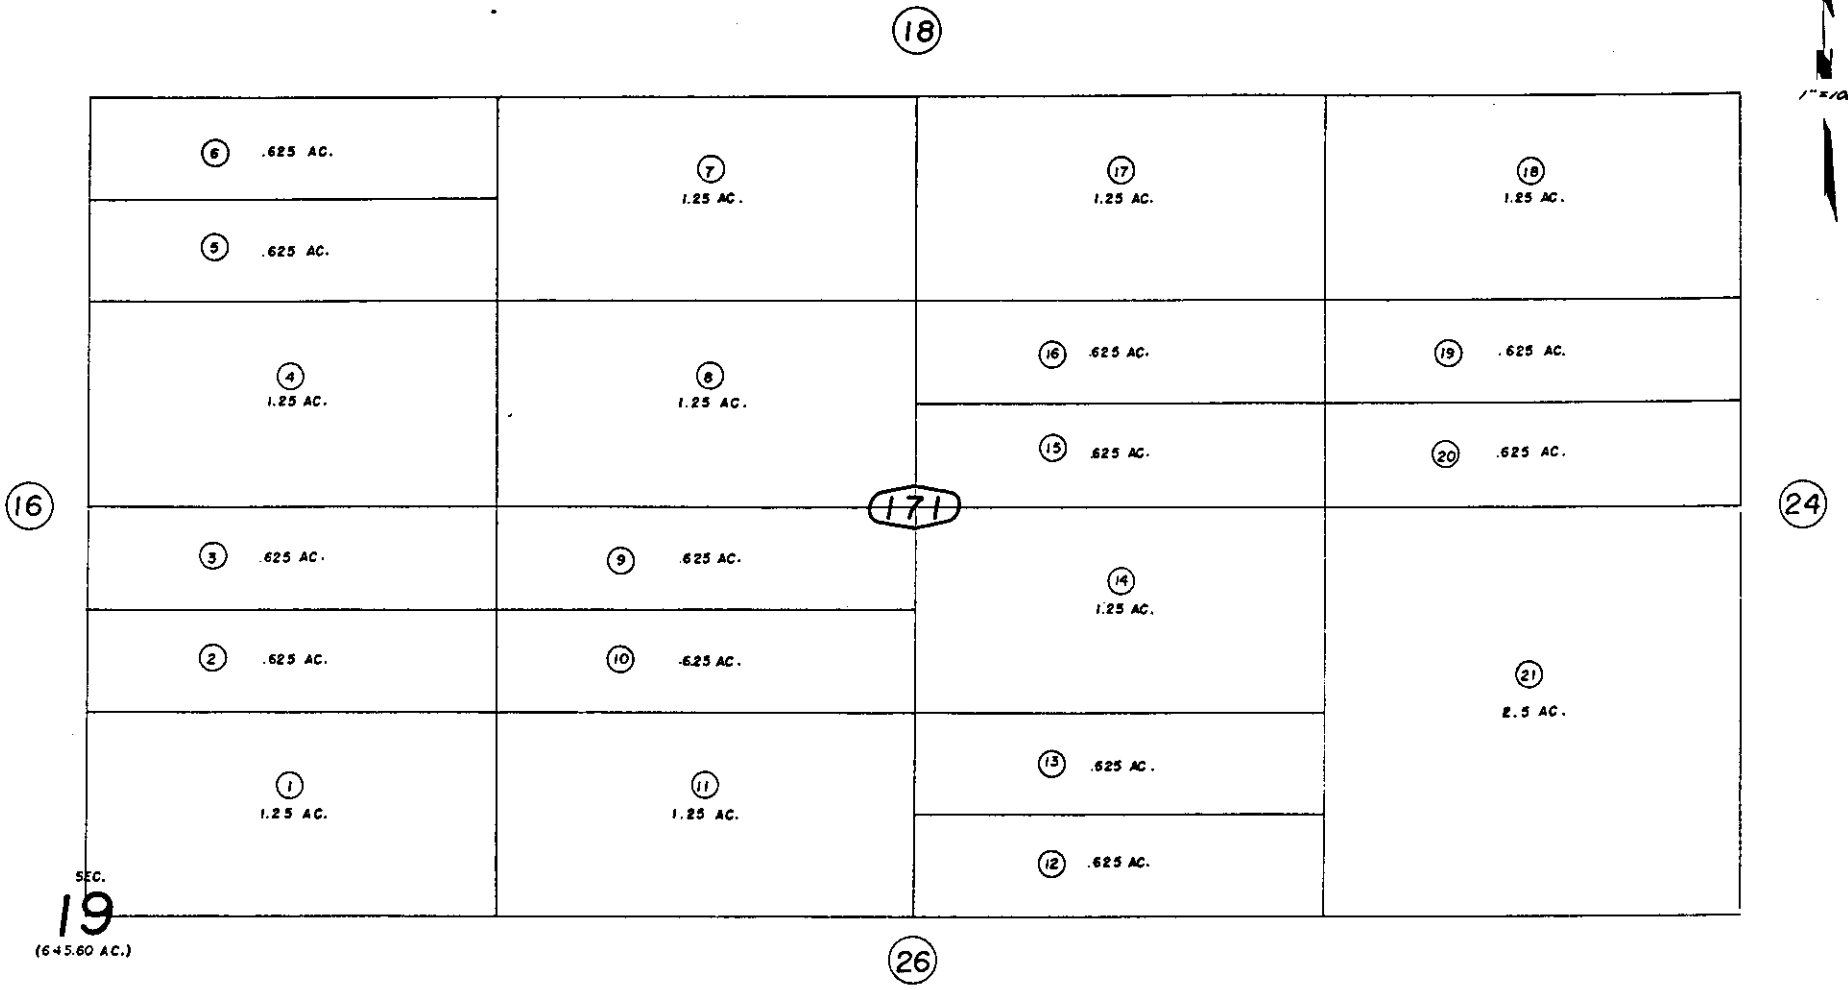 18
1"=100
6 .625 AC.
7
1.25 AC.
17
1.25 AC.
18
1.25 AC.
5 .625 AC.
4
1.25 AC.
8
1.25 AC.
16 .625 AC.
19 .625 AC.
15 .625 AC.
20 .625 AC.
16
171
24
3 .625 AC.
9 .625 AC.
14
1.25 AC.
2 .625 AC.
10 .625 AC.
21
2.5 AC.
1
1.25 AC.
11
1.25 AC.
13 .625 AC.
12 .625 AC.
SEC.
19
(645.60 AC.)
26